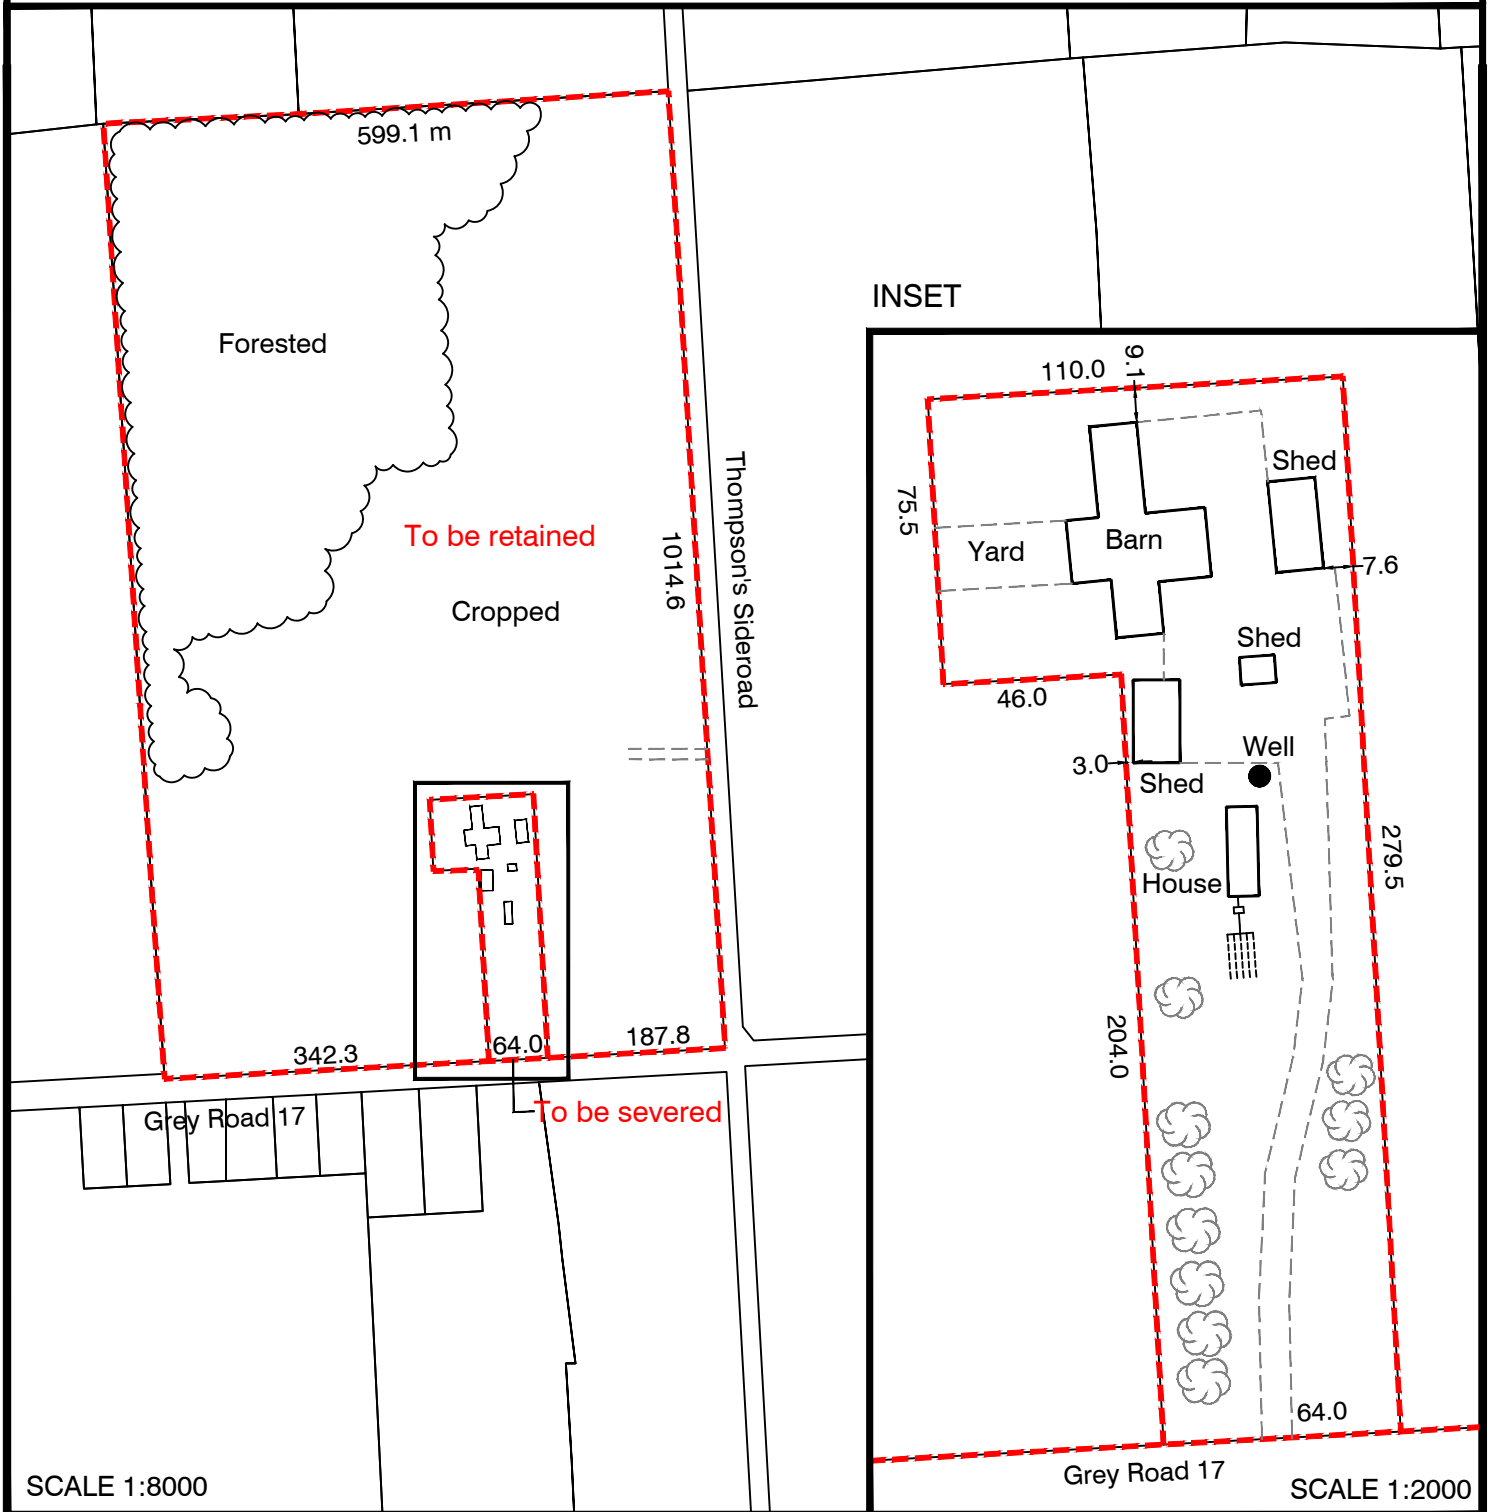 599.1 m
Forested
To be retained
Cropped
1014.6
Thompson's Sideroad
342.3
64.0
187.8
Grey Road 17
To be severed
SCALE 1:8000
INSET
110.0
9.1
Shed
75.5
Yard
Barn
7.6
Shed
46.0
Well
3.0
Shed
279.5
House
204.0
64.0
Grey Road 17
SCALE 1:2000